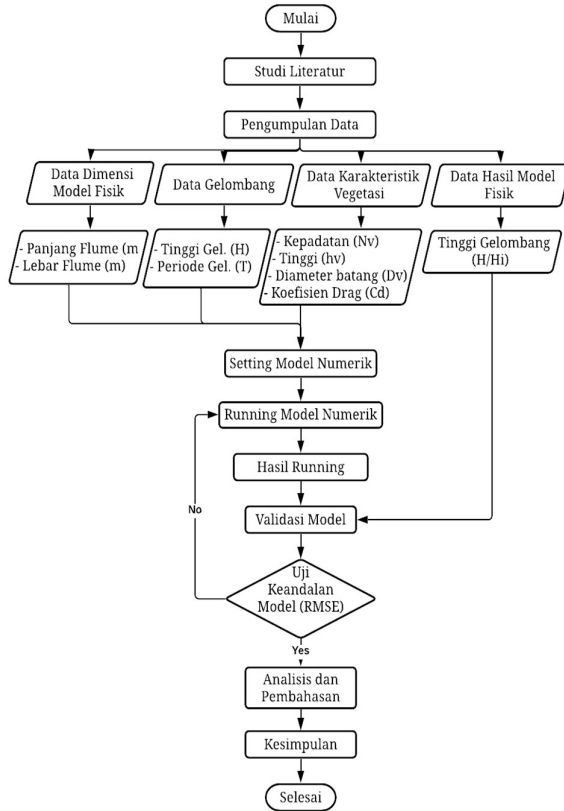 Mulai
Studi Literatur
Pengumpulan Data
Data Dimensi
Model Fisik
Data Gelombang
Data Karakteristik
Vegetasi
Data Hasil Model
Fisik
- Panjang Flume (m
- Lebar Flume (m)
- Tinggi Gel. (H)
- Periode Gel. (T)
- Kepadatan (Nv)
- Tinggi (hv)
- Diameter batang (Dv)
- Koefisien Drag (Cd)
Tinggi Gelombang
(H/Hi)
Setting Model Numerik
Running Model Numerik
Hasil Running
No
Validasi Model
Uji
Keandalan
Model (RMSE)
Yes
Analisis dan
Pembahasan
Kesimpulan
Selesai